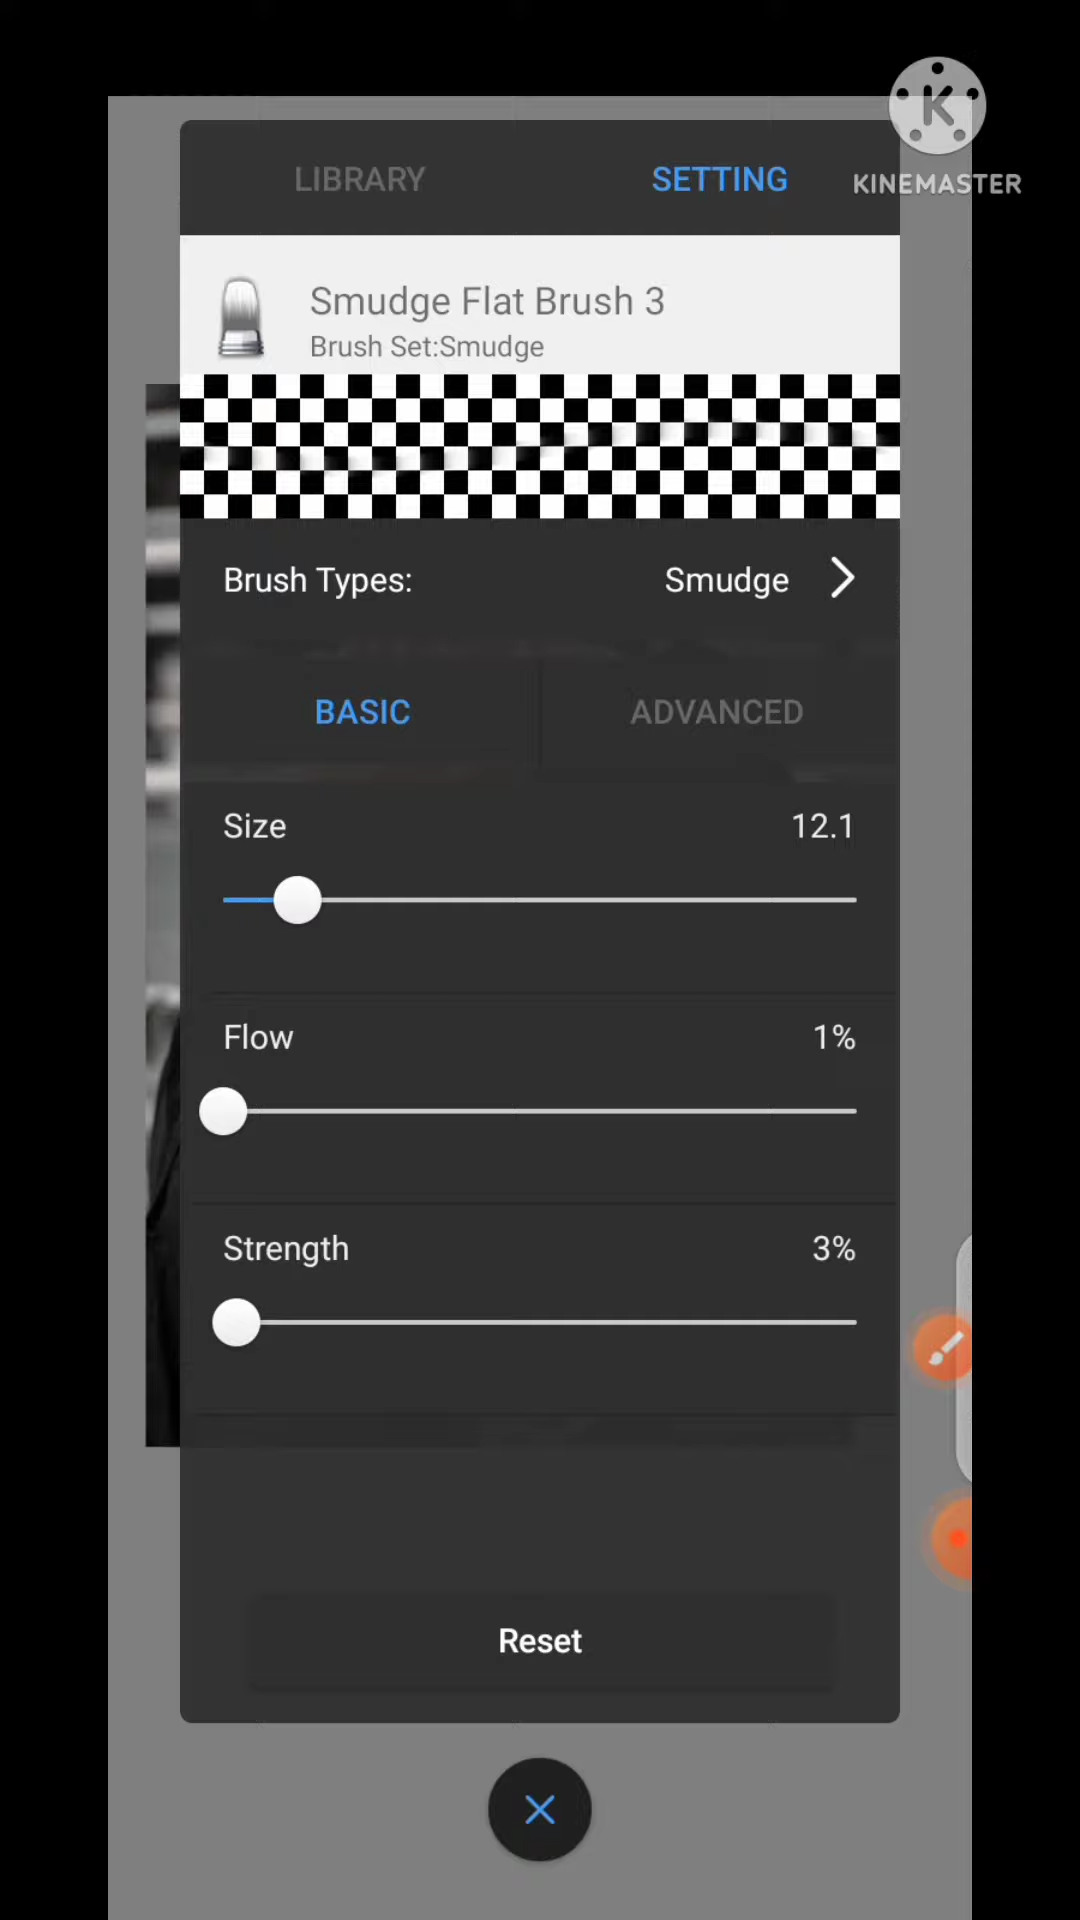 KINEMASTER
LIBRARY SETTING
Smudge Flat Brush 3
Brush Set:Smudge
Brush Types: Smudge
BASIC ADVANCED
Size 12.1
Flow 1%
Strength 3%
Reset